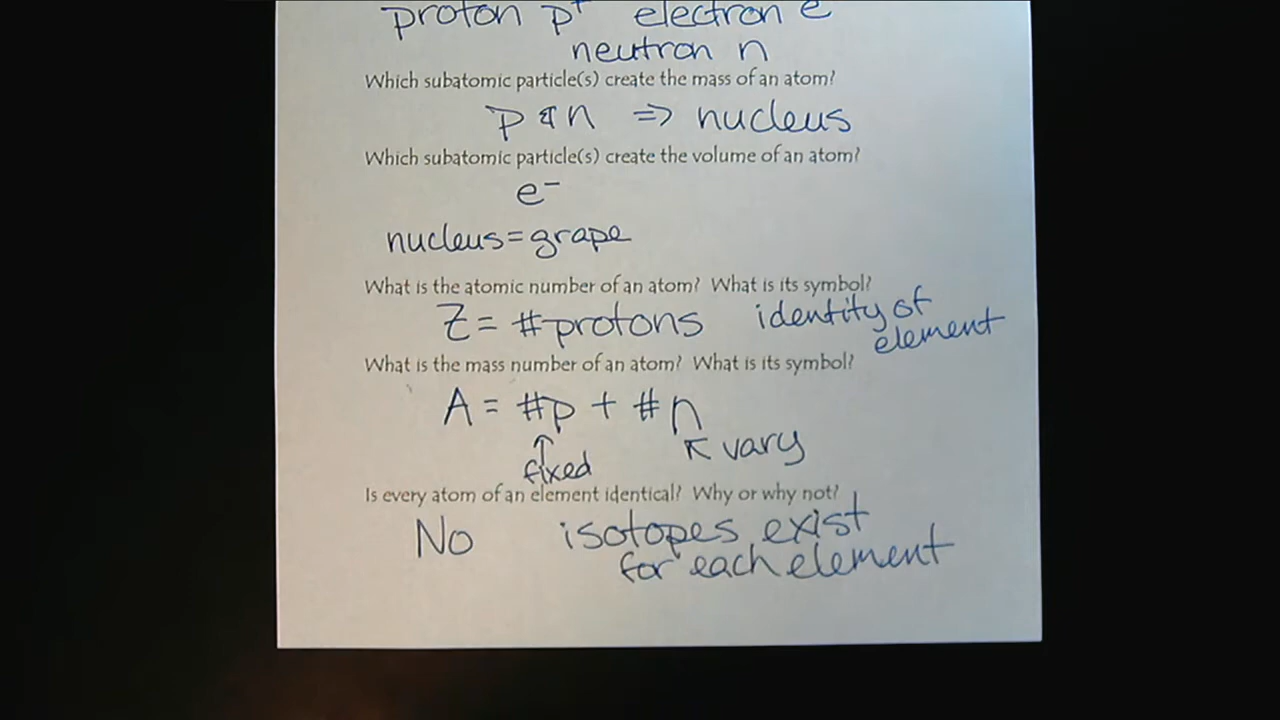 proton p+ electron e
neutron n
Which subatomic particle(s) create the mass of an atom?
p & n ⇒ nucleus
Which subatomic particle(s) create the volume of an atom?
e⁻
nucleus = grape
What is the atomic number of an atom? What is its symbol?
Z = #protons identity of
element
What is the mass number of an atom? What is its symbol?
A = #p + #n
↑ ↖ vary
fixed
Is every atom of an element identical? Why or why not?
No isotopes exist
for each element